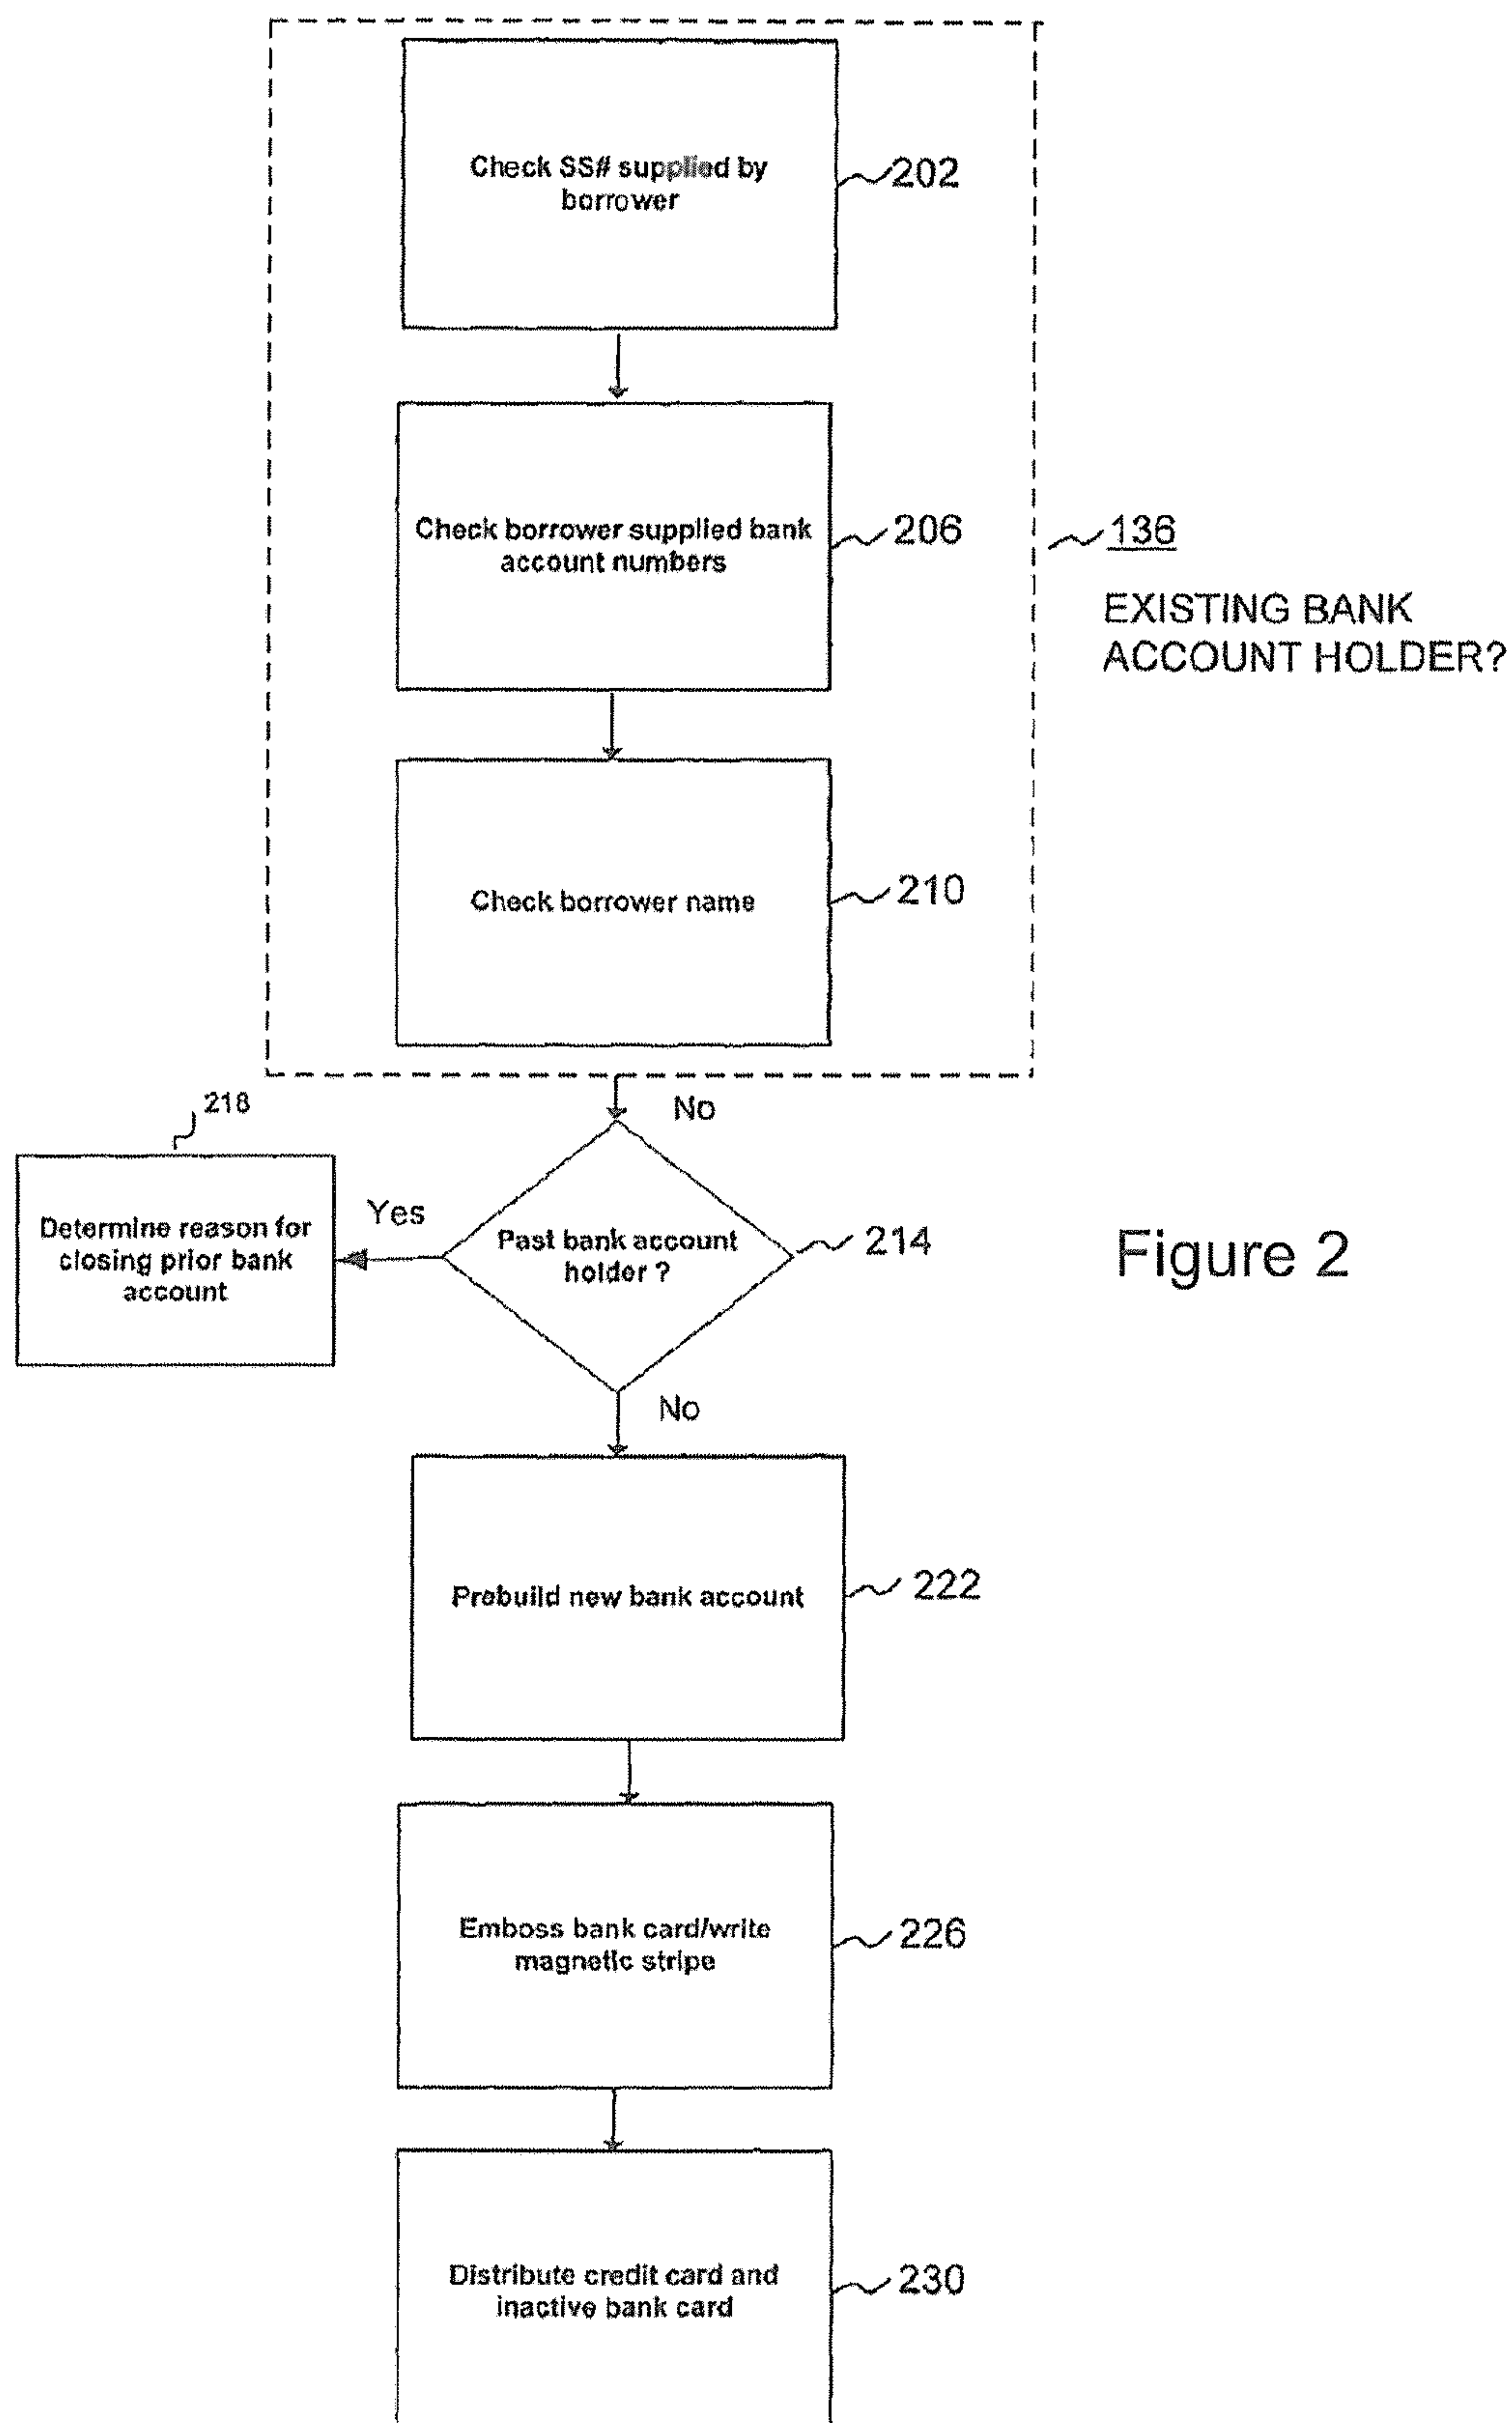 Check SS# supplied by
borrower
202
Check borrower supplied bank
account numbers
206
136
EXISTING BANK
ACCOUNT HOLDER?
Check borrower name
210
No
218
Determine reason for
closing prior bank
account
Yes
Past bank account
holder ?
214
Figure 2
No
Prebuild new bank account
222
Emboss bank card/write
magnetic stripe
226
Distribute credit card and
inactive bank card
230